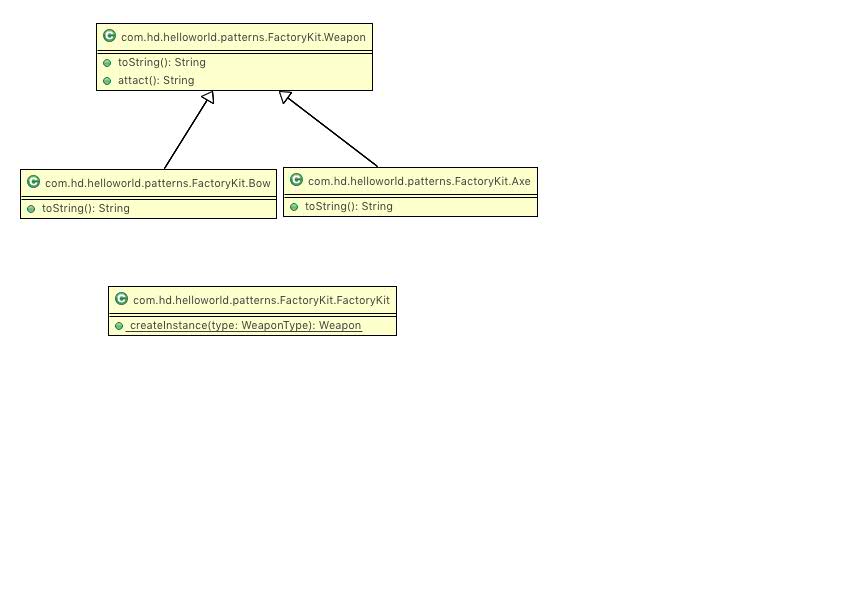 C com.hd.helloworld.patterns.FactoryKit.Weapon
toString(): String
attact(): String
C com.hd.helloworld.patterns.FactoryKit.Bow
toString(): String
C com.hd.helloworld.patterns.FactoryKit.Axe
toString(): String
C com.hd.helloworld.patterns.FactoryKit.FactoryKit
createInstance(type: WeaponType): Weapon